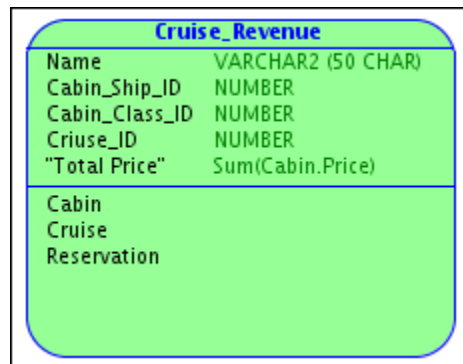 Cruise_Revenue
Name VARCHAR2 (50 CHAR)
Cabin_Ship_ID NUMBER
Cabin_Class_ID NUMBER
Criuse_ID NUMBER
"Total Price" Sum(Cabin.Price)
Cabin
Cruise
Reservation